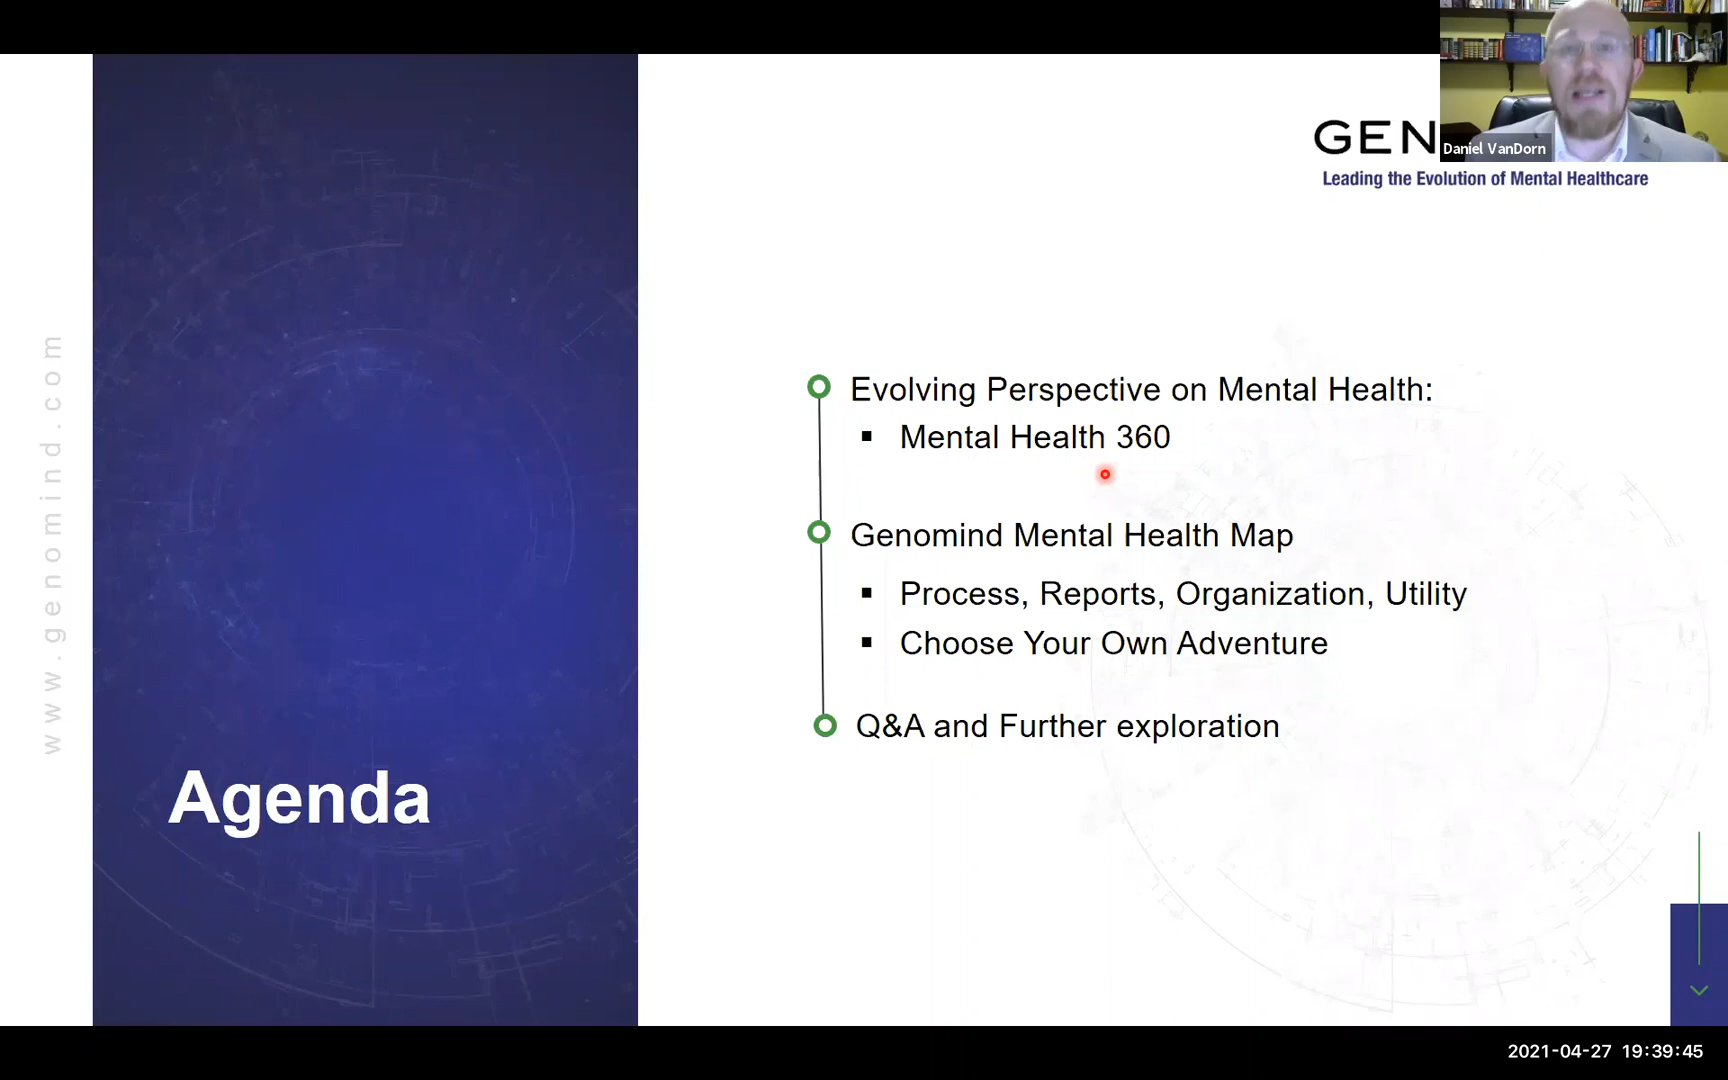 www.genomind.com
Agenda
GEN
Leading the Evolution of Mental Healthcare
Daniel VanDorn
Evolving Perspective on Mental Health:
Mental Health 360
Genomind Mental Health Map
Process, Reports, Organization, Utility
Choose Your Own Adventure
Q&A and Further exploration
2021-04-27 19:39:45